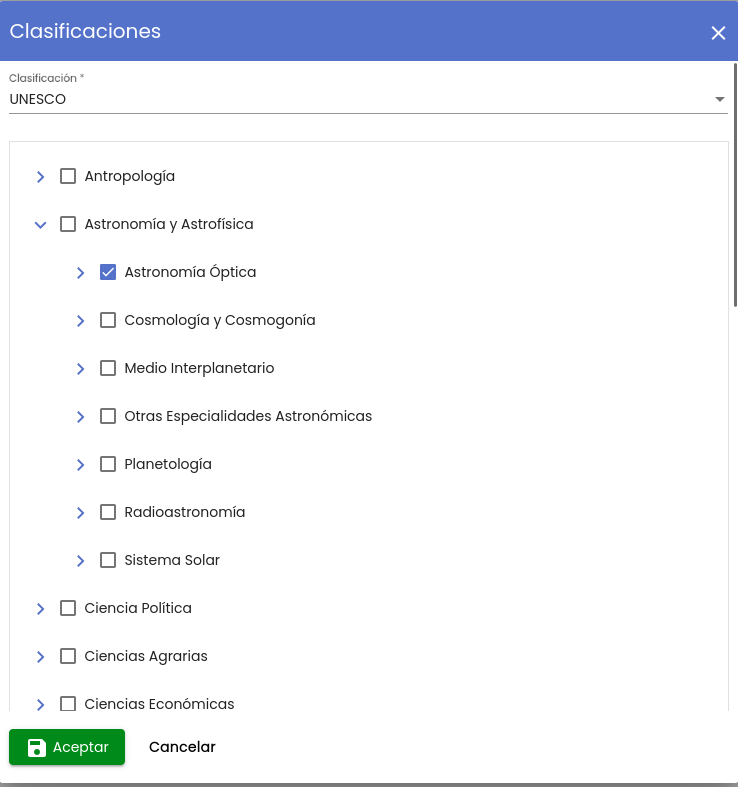 Clasificaciones
Clasificación *
UNESCO
Antropología
Astronomía y Astrofísica
Astronomía Óptica
Cosmología y Cosmogonía
Medio Interplanetario
Otras Especialidades Astronómicas
Planetología
Radioastronomía
Sistema Solar
Ciencia Política
Ciencias Agrarias
Ciencias Económicas
Aceptar Cancelar